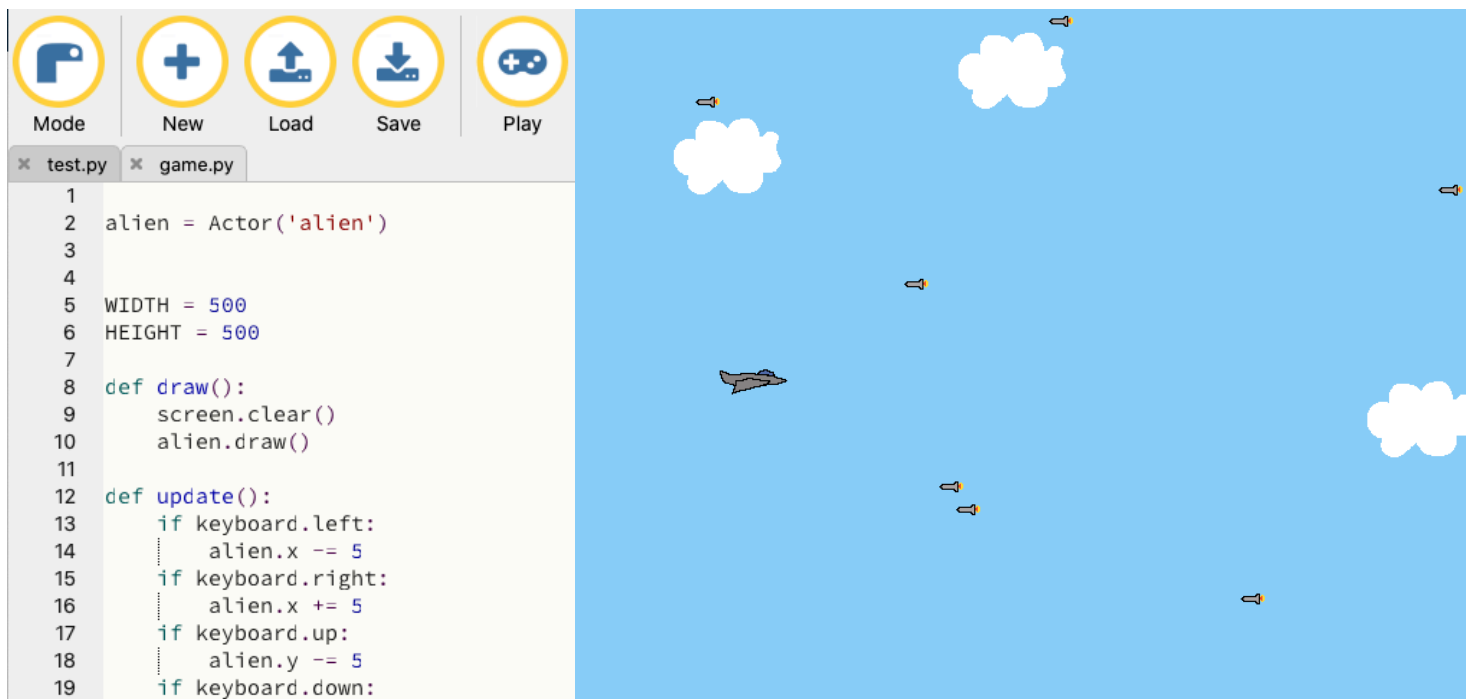 Mode New Load Save Play
test.py game.py
1
2 alien = Actor('alien')
3
4
5 WIDTH = 500
6 HEIGHT = 500
7
8 def draw():
9     screen.clear()
10     alien.draw()
11
12 def update():
13     if keyboard.left:
14         alien.x -= 5
15     if keyboard.right:
16         alien.x += 5
17     if keyboard.up:
18         alien.y -= 5
19     if keyboard.down: